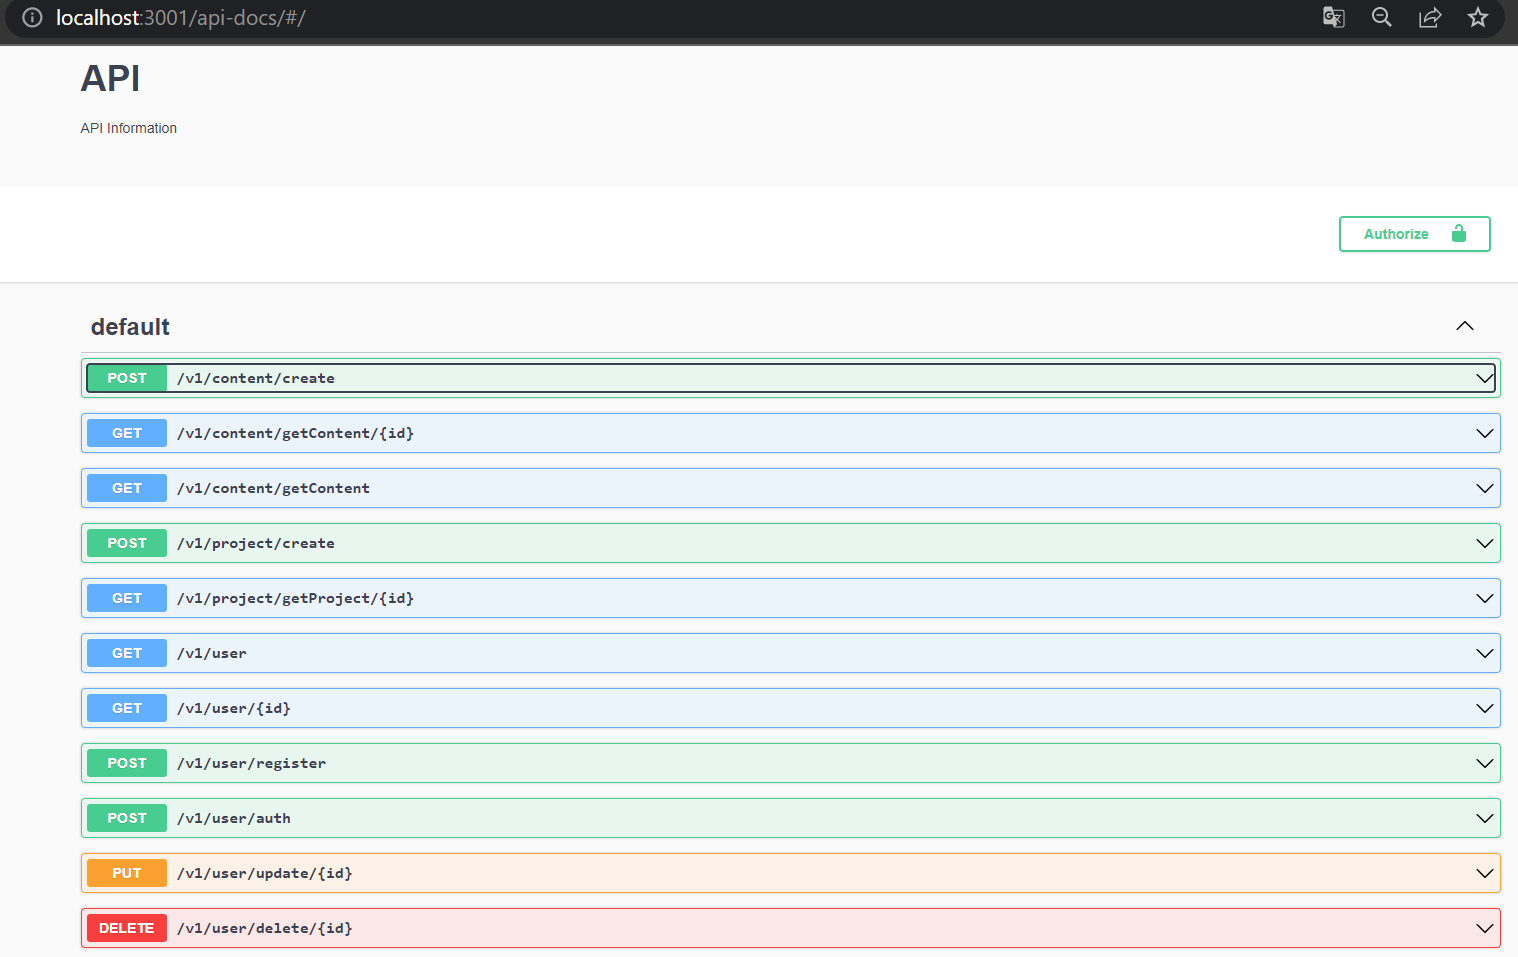 localhost:3001/api-docs/#/
API
API Information
Authorize
default
POST /v1/content/create
GET /v1/content/getContent/{id}
GET /v1/content/getContent
POST /v1/project/create
GET /v1/project/getProject/{id}
GET /v1/user
GET /v1/user/{id}
POST /v1/user/register
POST /v1/user/auth
PUT /v1/user/update/{id}
DELETE /v1/user/delete/{id}